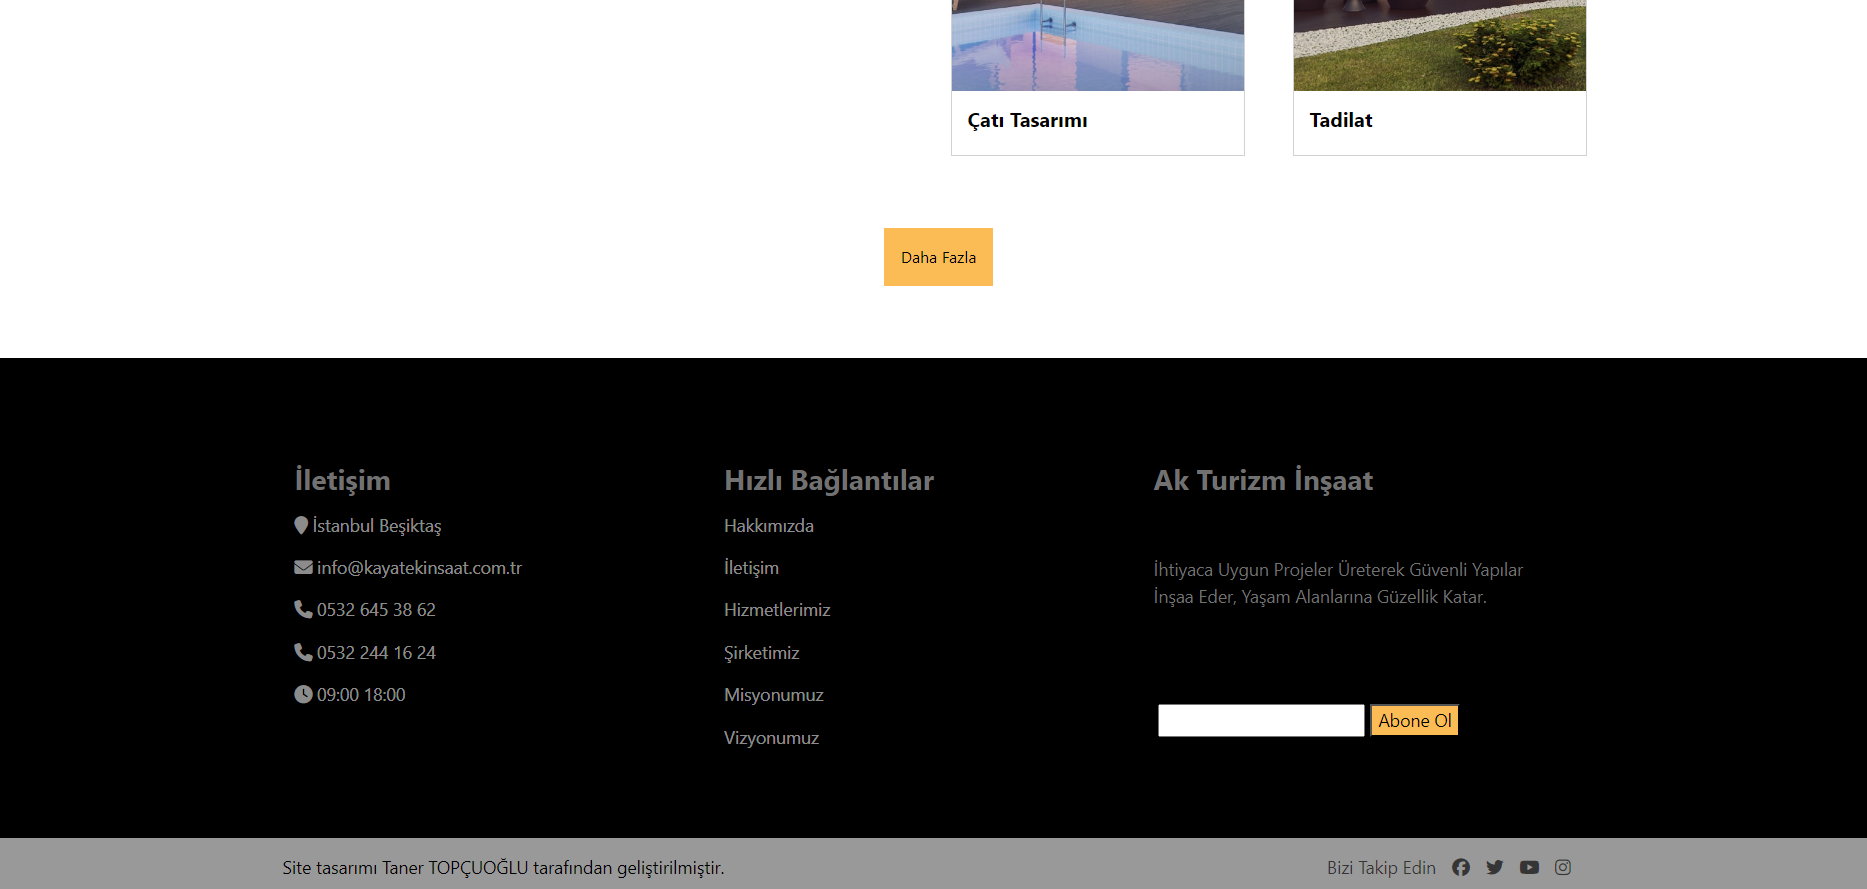 Çatı Tasarımı
Tadilat
Daha Fazla
İletişim
İstanbul Beşiktaş
info@kayatekinsaat.com.tr
0532 645 38 62
0532 244 16 24
09:00 18:00
Hızlı Bağlantılar
Hakkımızda
İletişim
Hizmetlerimiz
Şirketimiz
Misyonumuz
Vizyonumuz
Ak Turizm İnşaat
İhtiyaca Uygun Projeler Üreterek Güvenli Yapılar
İnşaa Eder, Yaşam Alanlarına Güzellik Katar.
Abone Ol
Site tasarımı Taner TOPÇUOĞLU tarafından geliştirilmiştir.
Bizi Takip Edin